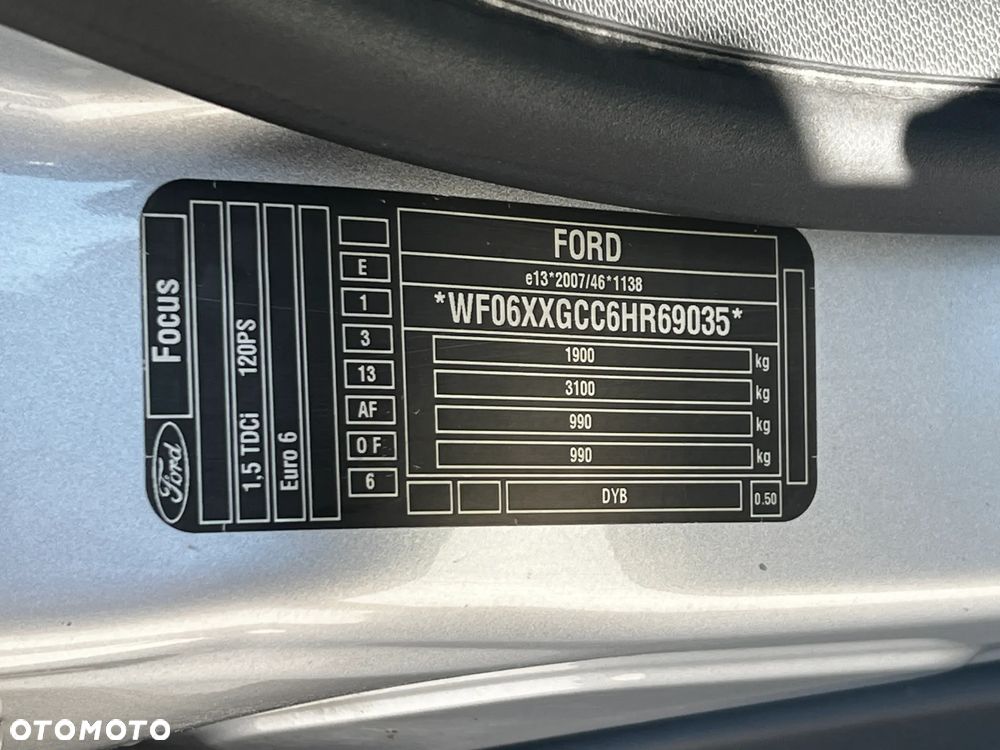 FORD
e13*2007/46*1138
*WF06XXGCC6HR69035*
1900 kg
3100 kg
990 kg
990 kg
DYB
0.50
E
1
3
13
AF
0 F
6
Focus
Ford
1,5 TDCi 120PS
Euro 6
OTOMOTO